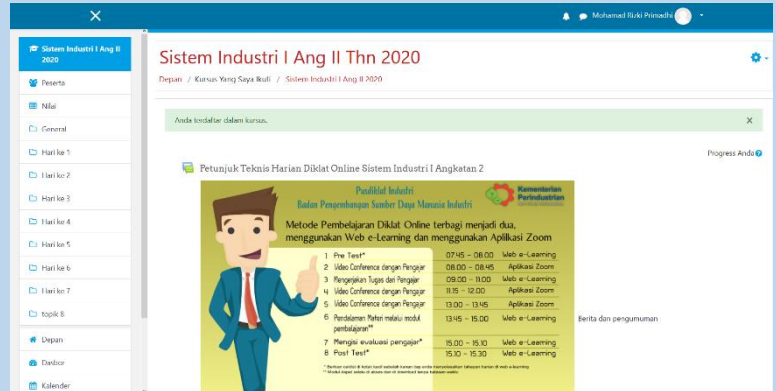 Mohamad Rizki Primadhi
Sistem Industri I Ang II
2020
Peserta
Nilai
General
Hari ke 1
Hari ke 2
Hari ke 3
Hari ke 4
Hari ke 5
Hari ke 6
Hari ke 7
topik 8
Depan
Dasbor
Kalender
Sistem Industri I Ang II Thn 2020
Depan / Kursus Yang Saya Ikuti / Sistem Industri I Ang II 2020
Anda terdaftar dalam kursus. X
Progress Anda
Petunjuk Teknis Harian Diklat Online Sistem Industri I Angkatan 2
Pusdiklat Industri
Badan Pengembangan Sumber Daya Manusia Industri
Kementerian
Perindustrian
Metode Pembelajaran Diklat Online terbagi menjadi dua,
menggunakan Web e-Learning dan menggunakan Aplilkasi Zoom
1 Pre Test* 07.45 - 08.00 Web e-Learning
2 Video Conference dengan Pengajar 08.00 - 08.45 Aplikasi Zoom
3 Mengerjakan Tugas dari Pengajar 09.00 - 11.00 Web e-Learning
4 Video Conference dengan Pengajar 11.15 - 12.00 Aplikasi Zoom
5 Video Conference dengan Pengajar 13.00 - 13.45 Aplikasi Zoom
6 Pendalaman Materi melalui modul 13.45 - 15.00 Web e-Learning
pembelajaran**
7 Mengisi evaluasi pengajar* 15.00 - 15.10 Web e-Learning
8 Post Test* 15.10 - 15.30 Web e-Learning
Berita dan pengumuman